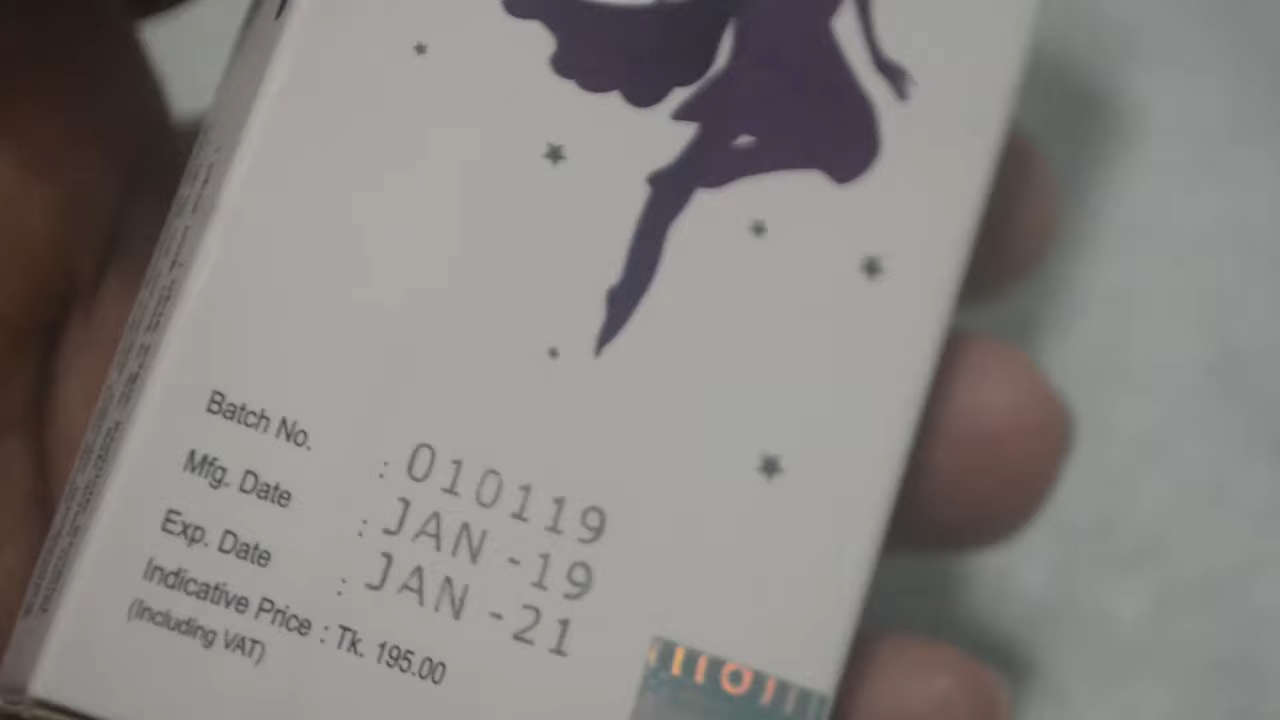 Batch No. : 010119
Mfg. Date : JAN -19
Exp. Date : JAN -21
Indicative Price : Tk. 195.00
(Including VAT)